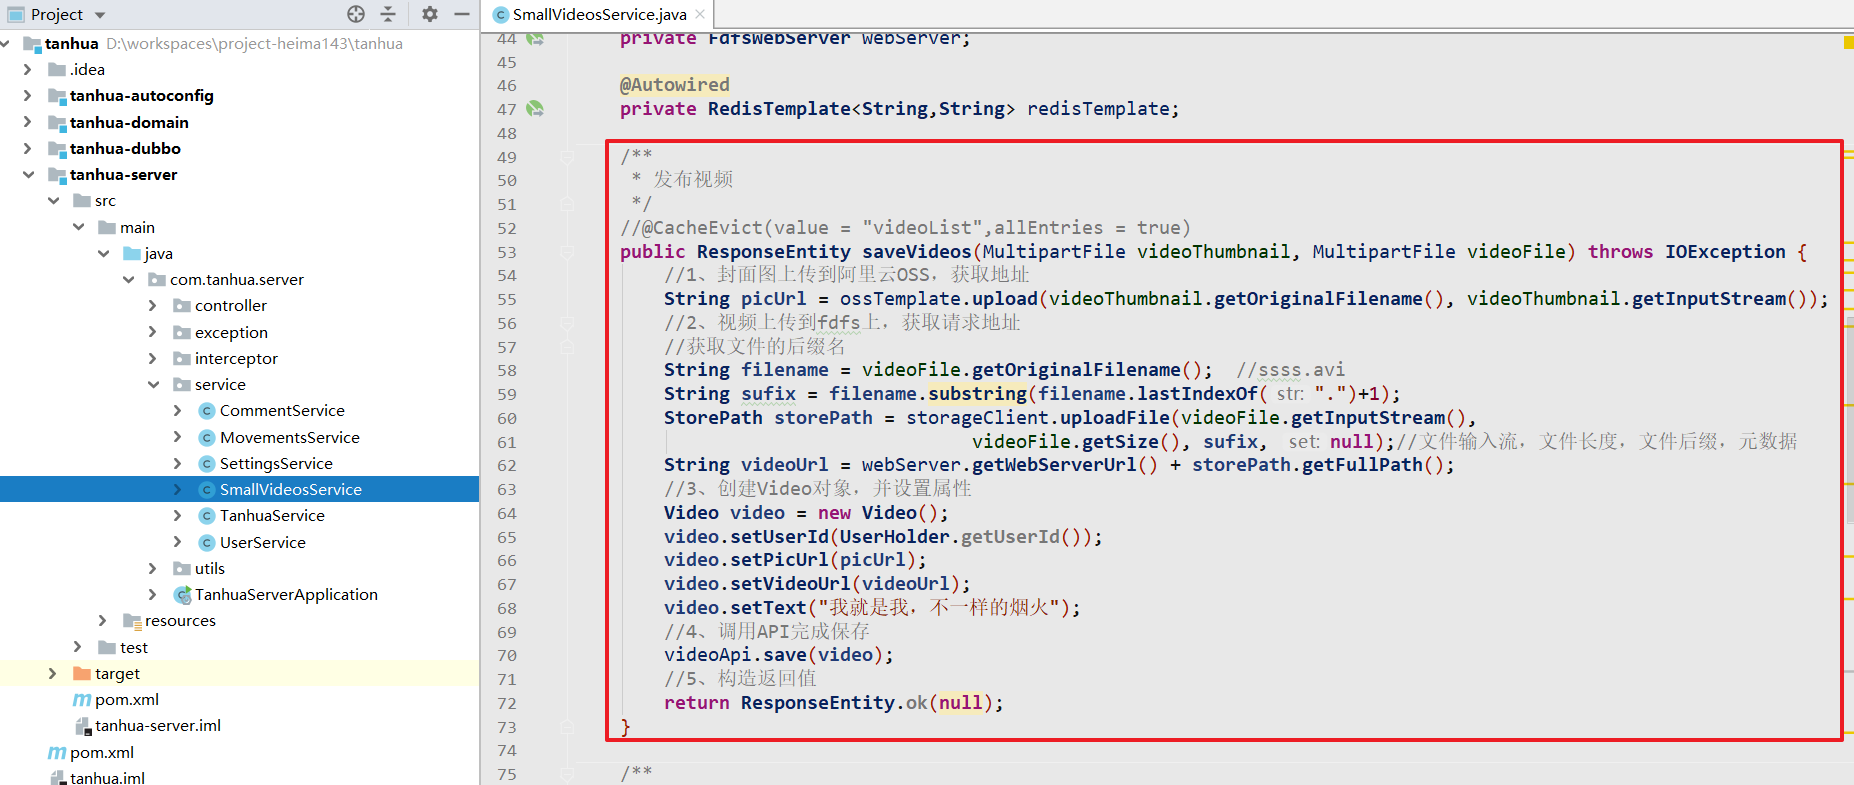 Project
tanhua D:\workspaces\project-heima143\tanhua
.idea
tanhua-autoconfig
tanhua-domain
tanhua-dubbo
tanhua-server
src
main
java
com.tanhua.server
controller
exception
interceptor
service
CommentService
MovementsService
SettingsService
SmallVideosService
TanhuaService
UserService
utils
TanhuaServerApplication
resources
test
target
pom.xml
tanhua-server.iml
pom.xml
tanhua.iml
SmallVideosService.java
44 private FdfsWebServer webServer;
45
46 @Autowired
47 private RedisTemplate<String,String> redisTemplate;
48
49 /**
50 * 发布视频
51 */
52 //@CacheEvict(value = "videoList",allEntries = true)
53 public ResponseEntity saveVideos(MultipartFile videoThumbnail, MultipartFile videoFile) throws IOException {
54 //1、封面图上传到阿里云OSS，获取地址
55 String picUrl = ossTemplate.upload(videoThumbnail.getOriginalFilename(), videoThumbnail.getInputStream());
56 //2、视频上传到fdfs上，获取请求地址
57 //获取文件的后缀名
58 String filename = videoFile.getOriginalFilename(); //ssss.avi
59 String sufix = filename.substring(filename.lastIndexOf( str: ".")+1);
60 StorePath storePath = storageClient.uploadFile(videoFile.getInputStream(),
61 videoFile.getSize(), sufix, set: null);//文件输入流，文件长度，文件后缀，元数据
62 String videoUrl = webServer.getWebServerUrl() + storePath.getFullPath();
63 //3、创建Video对象，并设置属性
64 Video video = new Video();
65 video.setUserId(UserHolder.getUserId());
66 video.setPicUrl(picUrl);
67 video.setVideoUrl(videoUrl);
68 video.setText("我就是我，不一样的烟火");
69 //4、调用API完成保存
70 videoApi.save(video);
71 //5、构造返回值
72 return ResponseEntity.ok(null);
73 }
74
75 /**